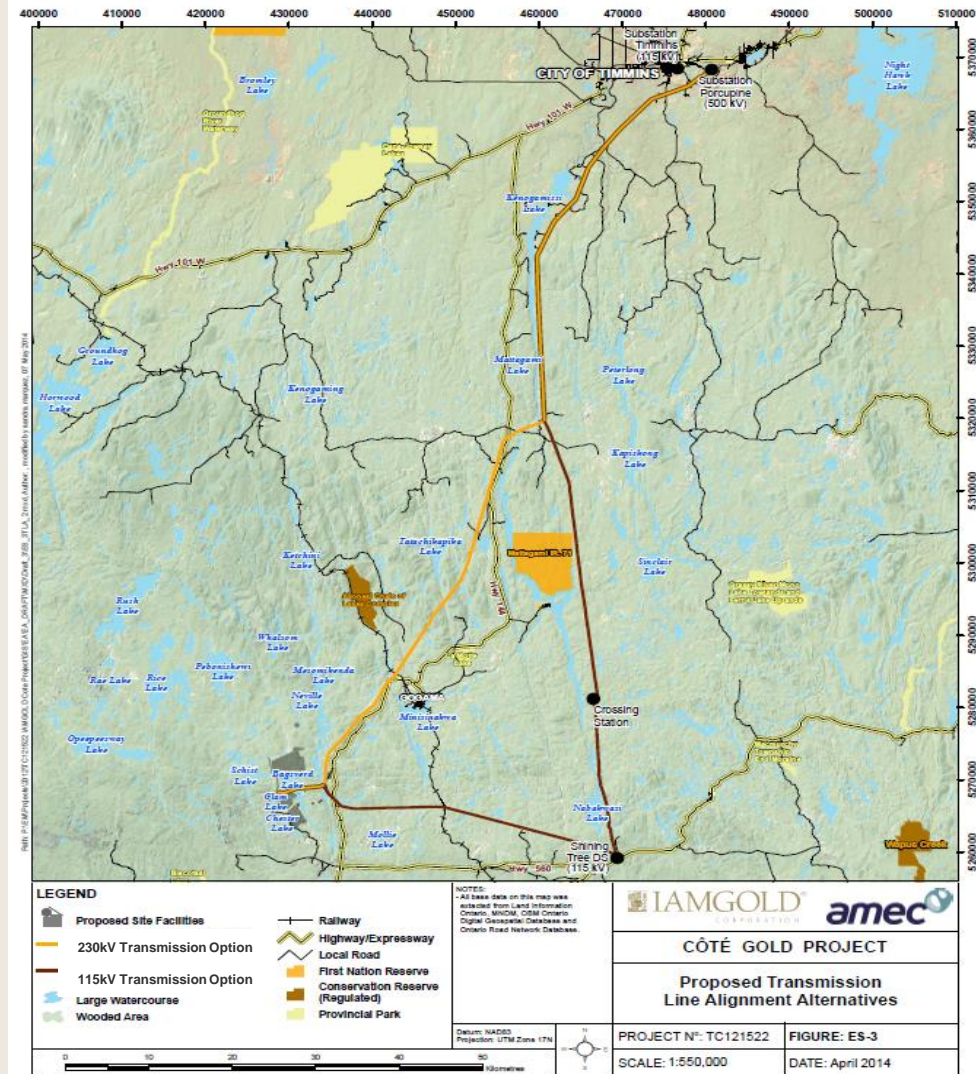 400000 410000 420000 430000 440000 450000 460000 470000 480000 490000 500000 510000
Substation
Timmins
(115 kV)
CITY OF TIMMINS
Substation
Porcupine
(500 kV)
Night
Hawk
Lake
Bromley
Lake
Hwy 101 W
Kenogamissi
Lake
Hwy 101 W
Groundhog
Lake
Horwood
Lake
Kenogaming
Lake
Mattagami
Lake
Peterlong
Lake
Kapiskong
Lake
Tatachikapika
Lake
Mattagami IR. 71
Sinclair
Lake
Ketchini
Lake
Hwy 144
Rush
Lake
Whalsom
Lake
Mesomikenda
Lake
Rae Lake
Rice
Lake
Pebonishewi
Lake
Neville
Lake
GOGAMA
Minisinakwa
Lake
Crossing
Station
Opeepeesway
Lake
Schist
Lake
Bagsverd
Lake
Clam
Lake
Chester
Lake
Mollie
Lake
Nabakwasi
Lake
Shining
Tree DS
(115 kV)
Hwy 560
Wapus Creek
5370000
5360000
5350000
5340000
5330000
5320000
5310000
5300000
5290000
5280000
5270000
5260000
LEGEND
Proposed Site Facilities
230kV Transmission Option
115kV Transmission Option
Large Watercourse
Wooded Area
Railway
Highway/Expressway
Local Road
First Nation Reserve
Conservation Reserve
(Regulated)
Provincial Park
0 10 20 30 40 50
Kilometres
NOTES:
- All base data on this map was
extracted from Land Information
Ontario, MNDM, OBM Ontario
Digital Geospatial Database and
Ontario Road Network Database.
Datum: NAD83
Projection: UTM Zone 17N
N
W
E
S
IAMGOLD®
CORPORATION
amec
CÔTÉ GOLD PROJECT
Proposed Transmission
Line Alignment Alternatives
PROJECT Nº: TC121522
FIGURE: ES-3
SCALE: 1:550,000
DATE: April 2014